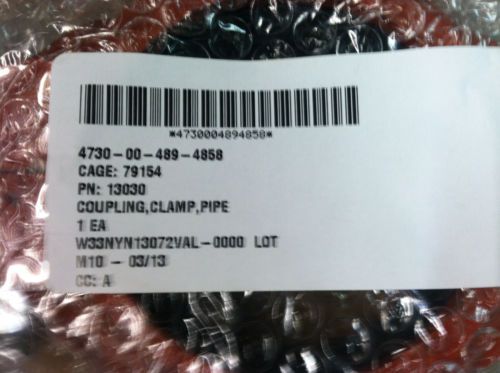 *4730004894858*
4730-00-489-4858
CAGE: 79154
PN: 13030
COUPLING,CLAMP,PIPE
1 EA
W33NYN13072VAL-0000 LOT
M10 - 03/13
CC: A